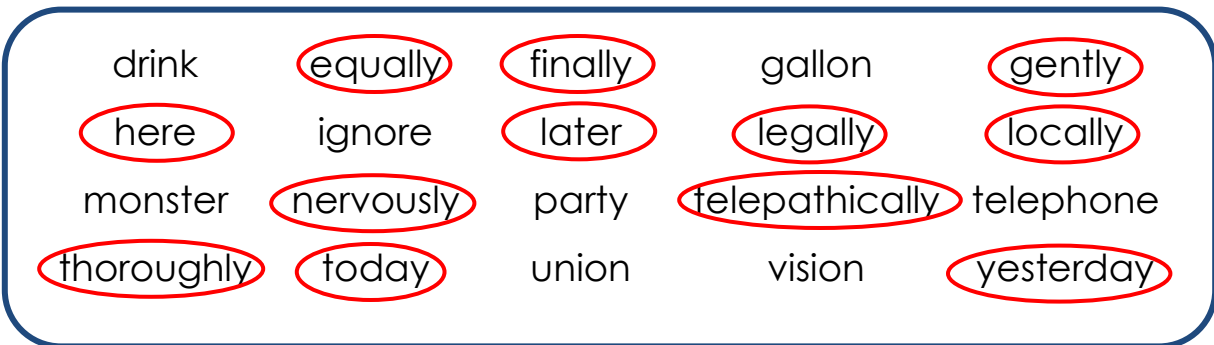 drink equally finally gallon gently
here ignore later legally locally
monster nervously party telepathically telephone
thoroughly today union vision yesterday